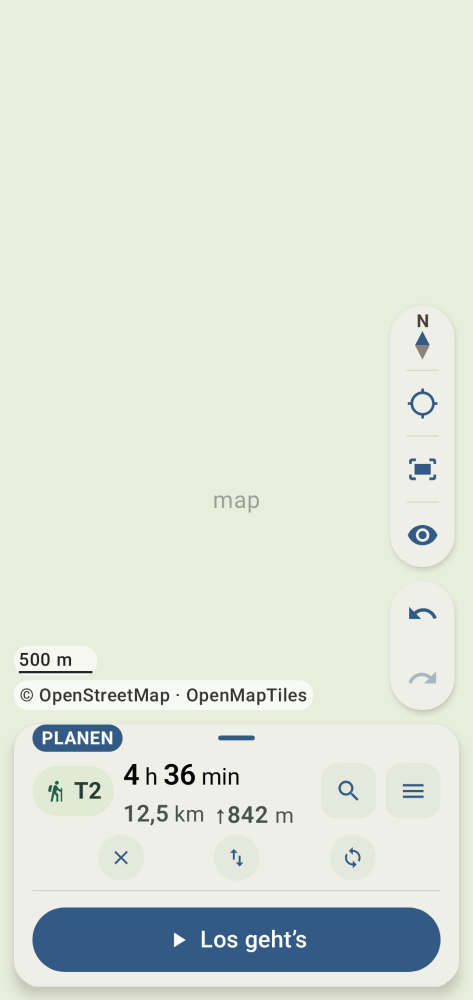 N
map
500 m
© OpenStreetMap · OpenMapTiles
PLANEN
T2
4 h 36 min
12,5 km ↑842 m
Los geht’s